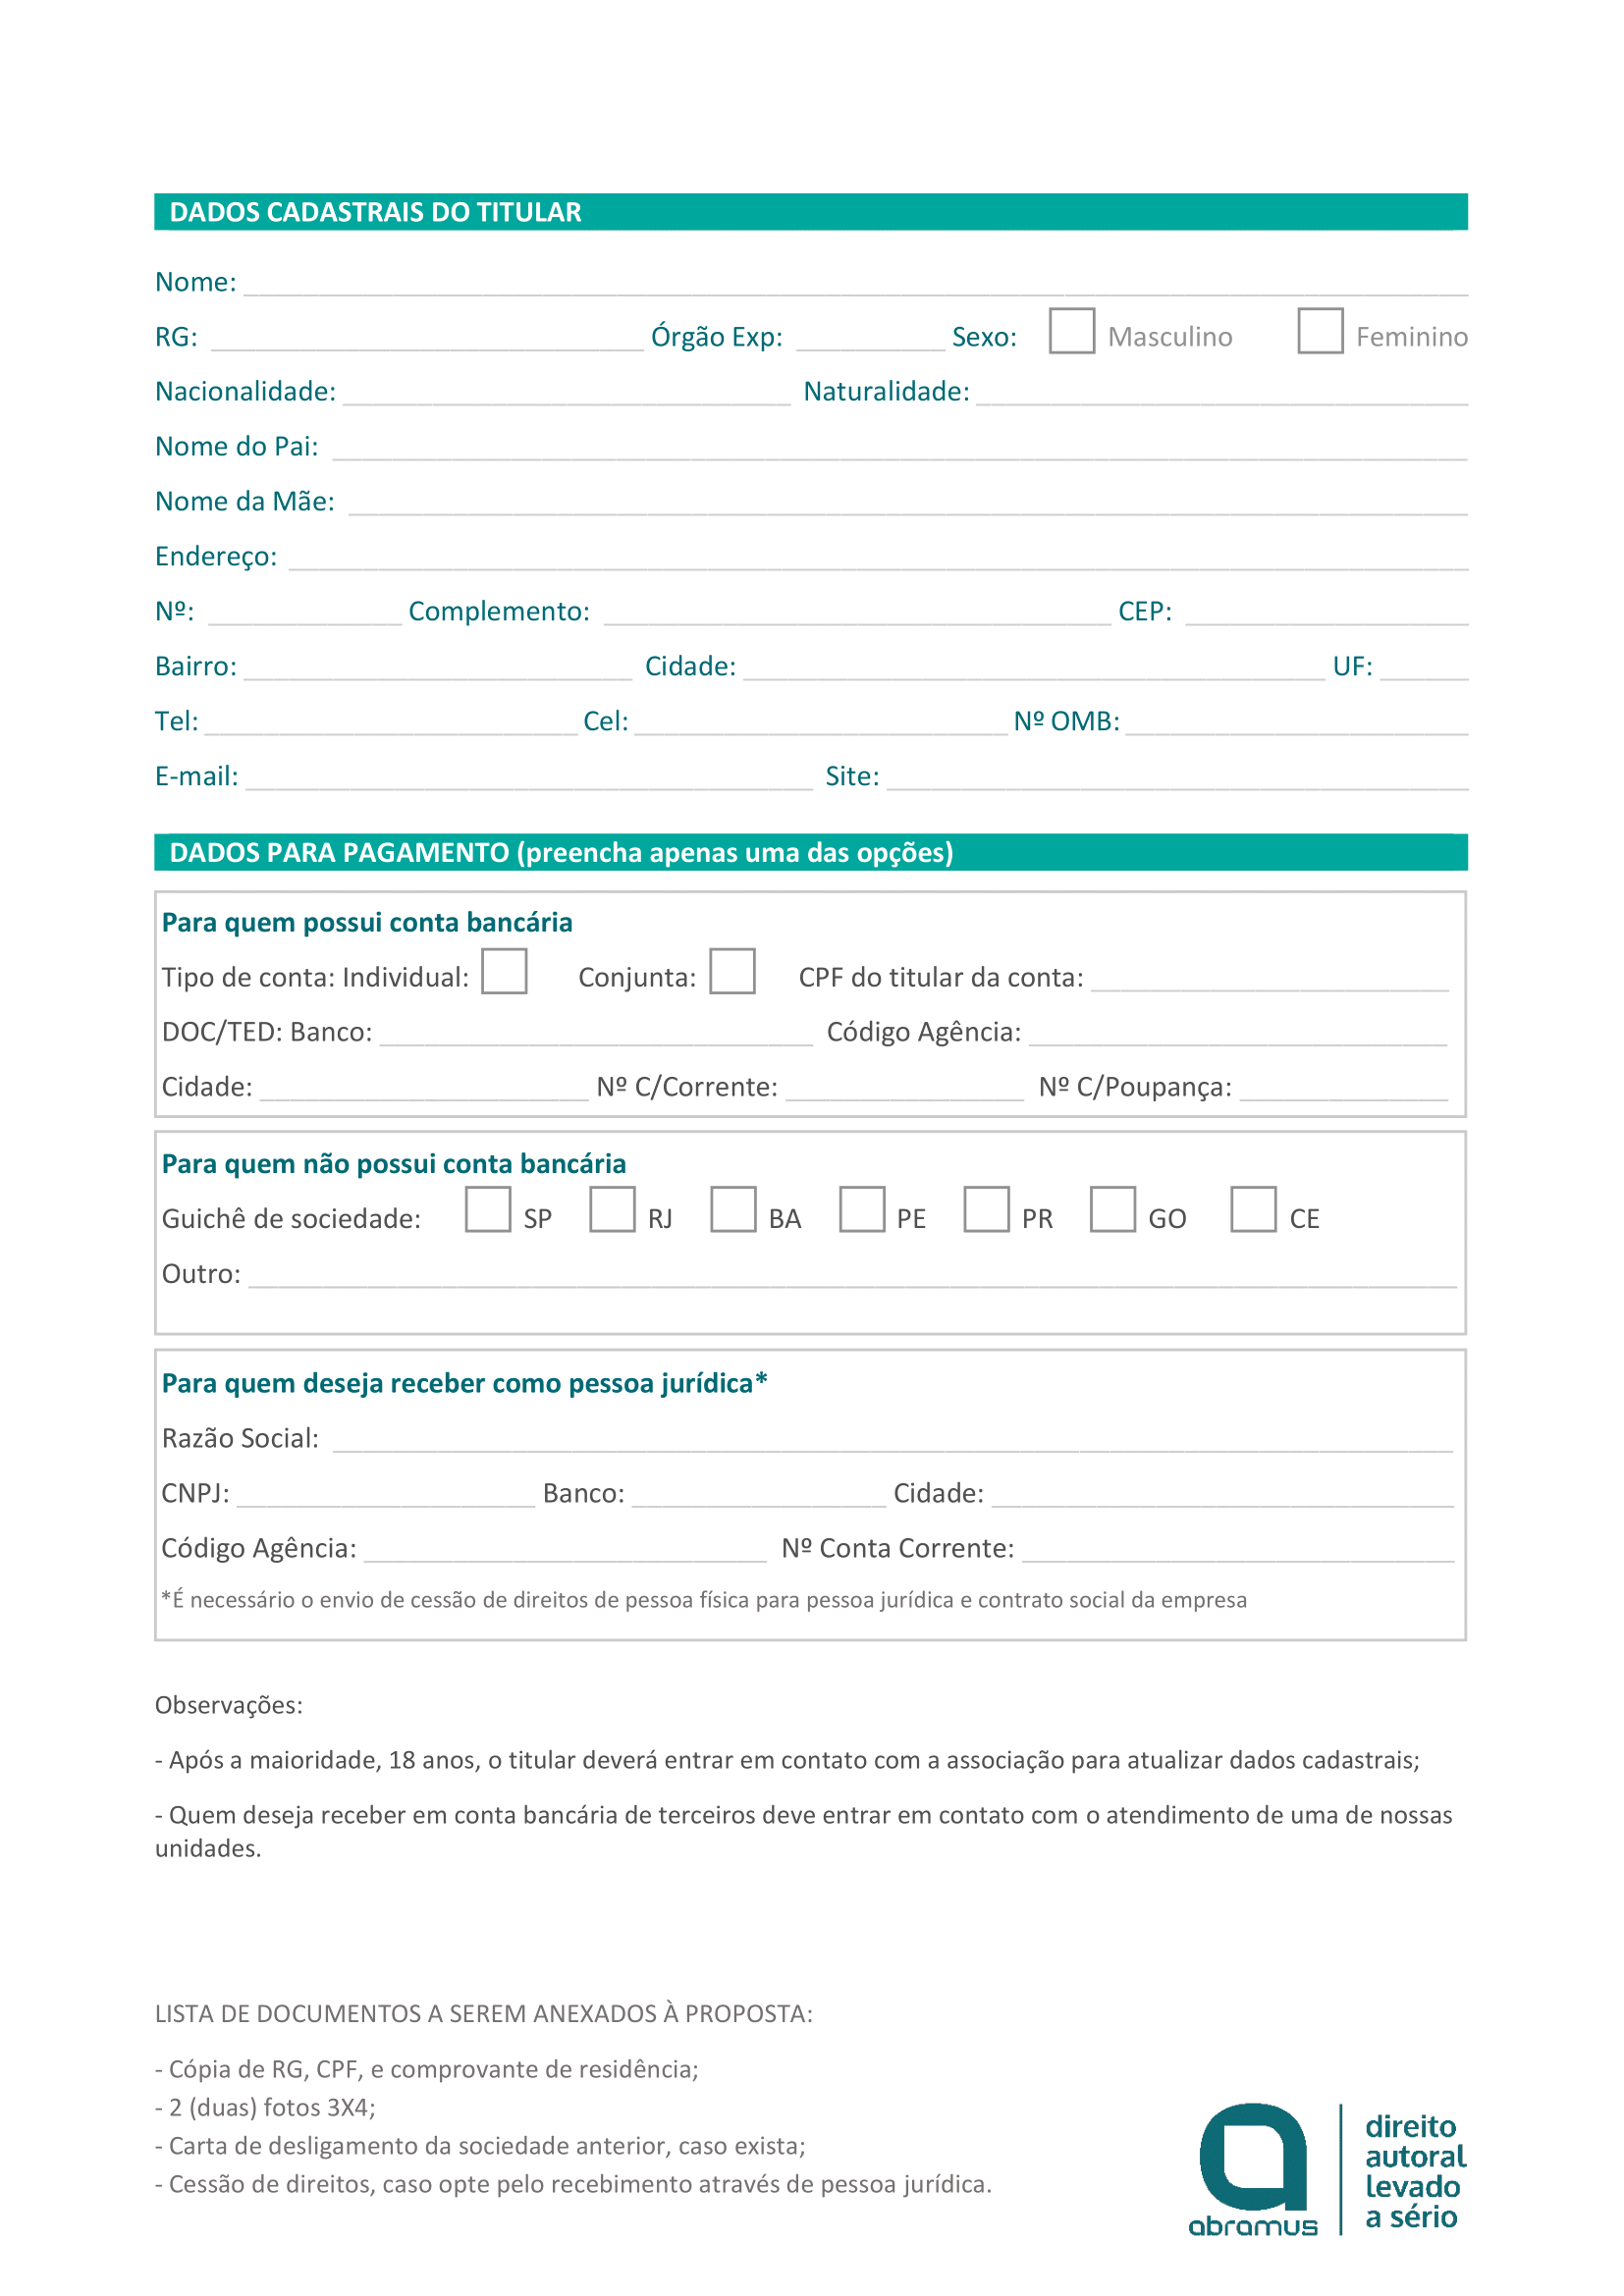 DADOS CADASTRAIS DO TITULAR
Nome:
RG: Órgão Exp: Sexo: Masculino Feminino
Nacionalidade: Naturalidade:
Nome do Pai:
Nome da Mãe:
Endereço:
Nº: Complemento: CEP:
Bairro: Cidade: UF:
Tel: Cel: Nº OMB:
E-mail: Site:
DADOS PARA PAGAMENTO (preencha apenas uma das opções)
Para quem possui conta bancária
Tipo de conta: Individual: Conjunta: CPF do titular da conta:
DOC/TED: Banco: Código Agência:
Cidade: Nº C/Corrente: Nº C/Poupança:
Para quem não possui conta bancária
Guichê de sociedade: SP RJ BA PE PR GO CE
Outro:
Para quem deseja receber como pessoa jurídica*
Razão Social:
CNPJ: Banco: Cidade:
Código Agência: Nº Conta Corrente:
*É necessário o envio de cessão de direitos de pessoa física para pessoa jurídica e contrato social da empresa
Observações:
- Após a maioridade, 18 anos, o titular deverá entrar em contato com a associação para atualizar dados cadastrais;
- Quem deseja receber em conta bancária de terceiros deve entrar em contato com o atendimento de uma de nossas
unidades.
LISTA DE DOCUMENTOS A SEREM ANEXADOS À PROPOSTA:
- Cópia de RG, CPF, e comprovante de residência;
- 2 (duas) fotos 3X4;
- Carta de desligamento da sociedade anterior, caso exista;
- Cessão de direitos, caso opte pelo recebimento através de pessoa jurídica.
abramus
direito
autoral
levado
a sério